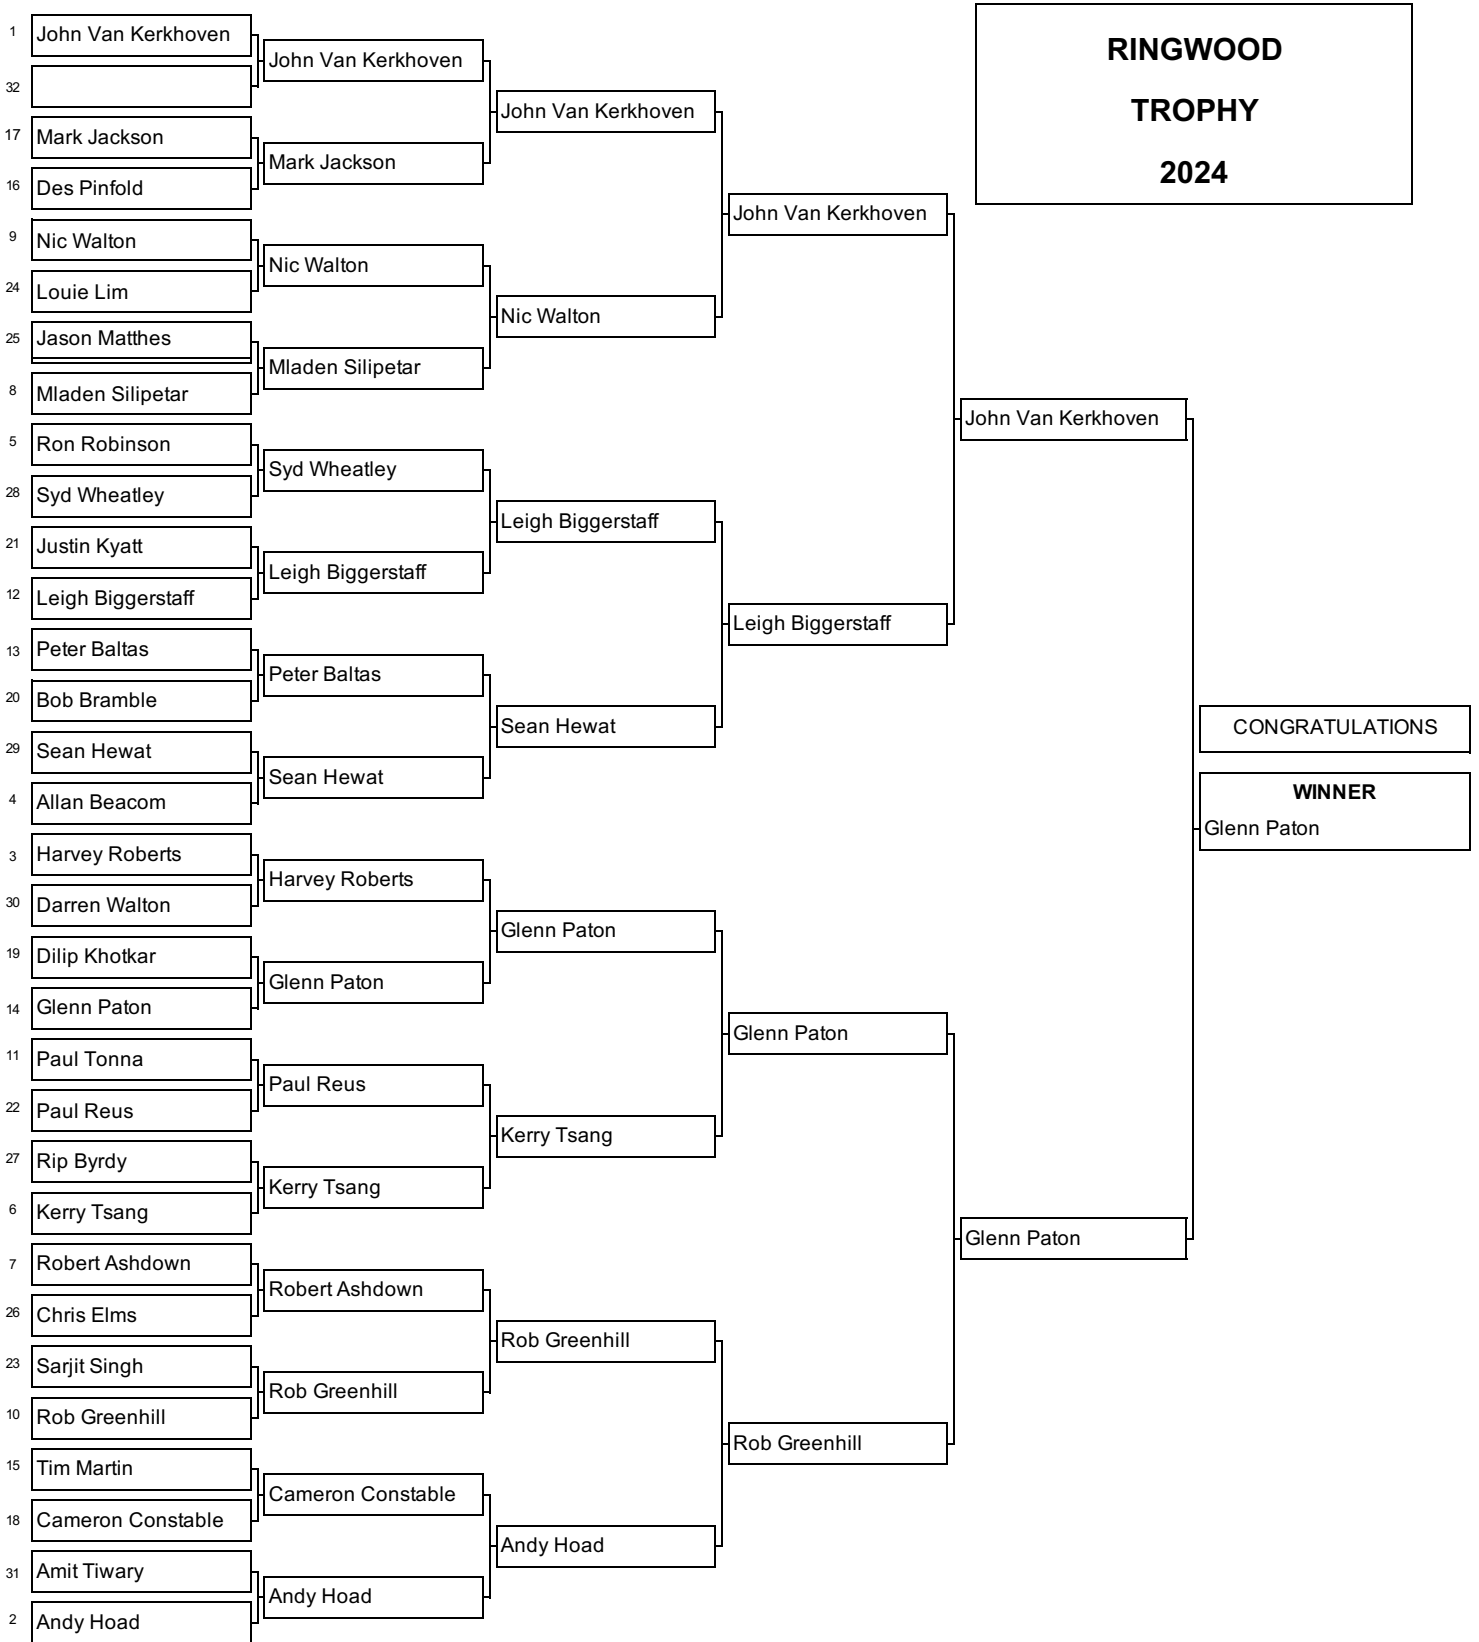 RINGWOOD
TROPHY
2024
1 John Van Kerkhoven
32
17 Mark Jackson
16 Des Pinfold
9 Nic Walton
24 Louie Lim
25 Jason Matthes
8 Mladen Silipetar
5 Ron Robinson
28 Syd Wheatley
21 Justin Kyatt
12 Leigh Biggerstaff
13 Peter Baltas
20 Bob Bramble
29 Sean Hewat
4 Allan Beacom
3 Harvey Roberts
30 Darren Walton
19 Dilip Khotkar
14 Glenn Paton
11 Paul Tonna
22 Paul Reus
27 Rip Byrdy
6 Kerry Tsang
7 Robert Ashdown
26 Chris Elms
23 Sarjit Singh
10 Rob Greenhill
15 Tim Martin
18 Cameron Constable
31 Amit Tiwary
2 Andy Hoad
John Van Kerkhoven
Mark Jackson
Nic Walton
Mladen Silipetar
Syd Wheatley
Leigh Biggerstaff
Peter Baltas
Sean Hewat
Harvey Roberts
Glenn Paton
Paul Reus
Kerry Tsang
Robert Ashdown
Rob Greenhill
Cameron Constable
Andy Hoad
John Van Kerkhoven
Nic Walton
Leigh Biggerstaff
Sean Hewat
Glenn Paton
Kerry Tsang
Rob Greenhill
Andy Hoad
John Van Kerkhoven
Leigh Biggerstaff
Glenn Paton
Rob Greenhill
John Van Kerkhoven
Glenn Paton
CONGRATULATIONS
WINNER
Glenn Paton